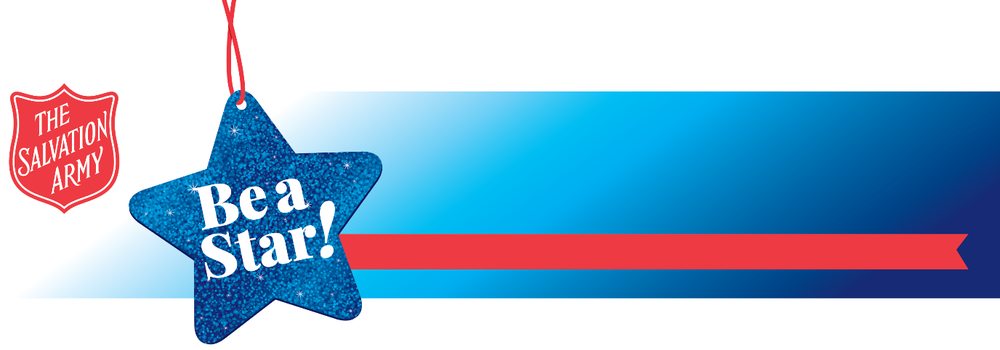 THE
SALVATION
ARMY
Be a
Star!